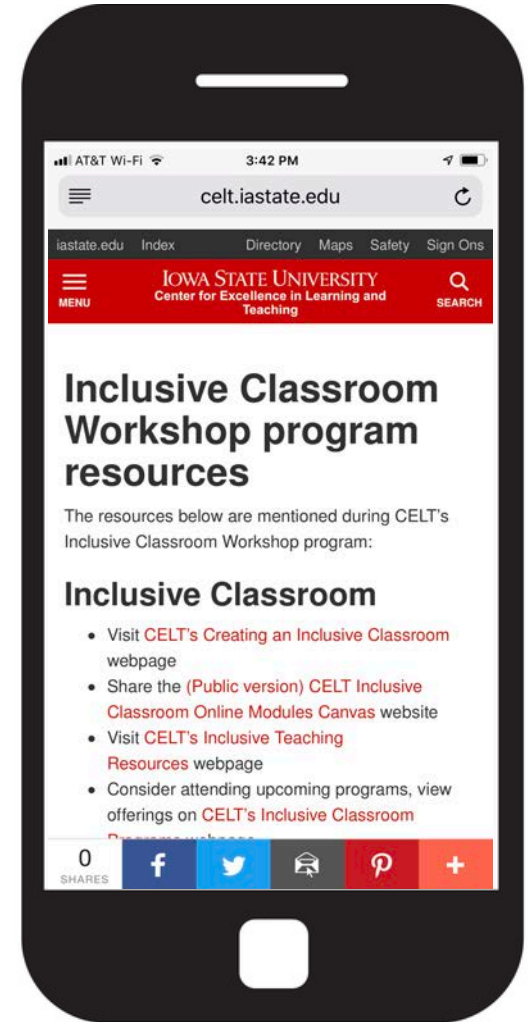 AT&T Wi-Fi 3:42 PM
celt.iastate.edu
iastate.edu Index Directory Maps Safety Sign Ons
MENU
IOWA STATE UNIVERSITY
Center for Excellence in Learning and
Teaching
SEARCH
Inclusive Classroom
Workshop program
resources
The resources below are mentioned during CELT's
Inclusive Classroom Workshop program:
Inclusive Classroom
• Visit CELT's Creating an Inclusive Classroom
webpage
• Share the (Public version) CELT Inclusive
Classroom Online Modules Canvas website
• Visit CELT's Inclusive Teaching
Resources webpage
• Consider attending upcoming programs, view
offerings on CELT's Inclusive Classroom
Programs webpage
0
SHARES